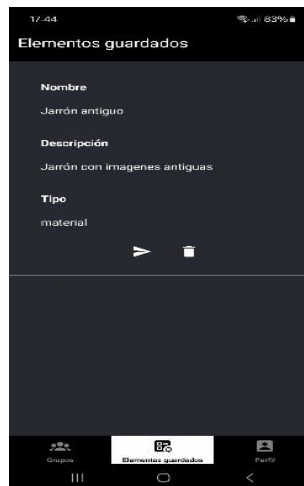 17:44 83%
Elementos guardados
Nombre
Jarrón antiguo
Descripción
Jarrón con imagenes antiguas
Tipo
material
Grupos Elementos guardados Perfil